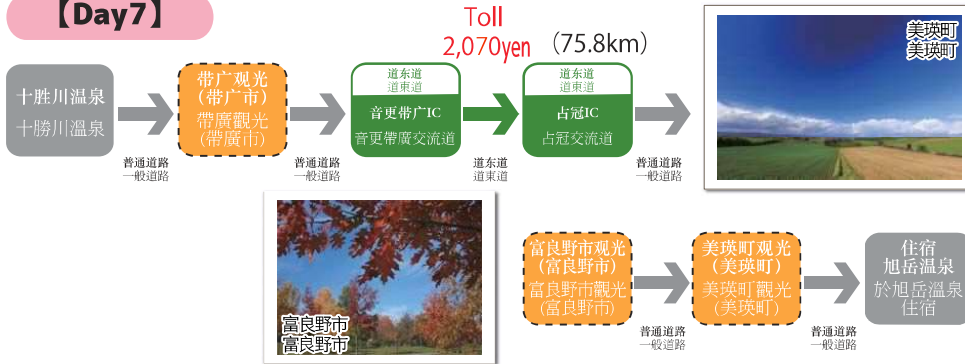 【Day7】
Toll
2,070yen (75.8km)
十胜川温泉
十勝川溫泉
普通道路
一般道路
带广观光
(带广市)
帶廣觀光
(帶廣市)
普通道路
一般道路
道东道
道東道
音更带广IC
音更帶廣交流道
道东道
道東道
道东道
道東道
占冠IC
占冠交流道
普通道路
一般道路
美瑛町
美瑛町
富良野市
富良野市
富良野市观光
(富良野市)
富良野市觀光
(富良野市)
普通道路
一般道路
美瑛町观光
(美瑛町)
美瑛町觀光
(美瑛町)
普通道路
一般道路
住宿
旭岳温泉
於旭岳溫泉
住宿